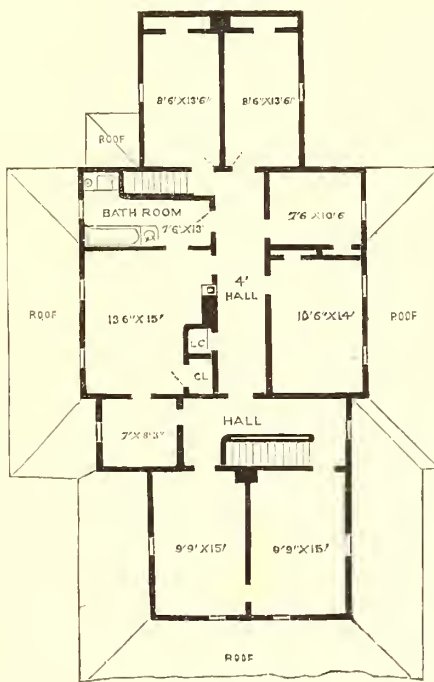 8'6"X13'6"
8'6"X13'6"
ROOF
BATH ROOM
7'6"X13'
7'6 X 10'6"
4'
HALL
ROOF
13'6"X15'
10'6"X14'
ROOF
LC
CL
HALL
7'X8'3"
9'9"X15'
9'9"X15'
ROOF